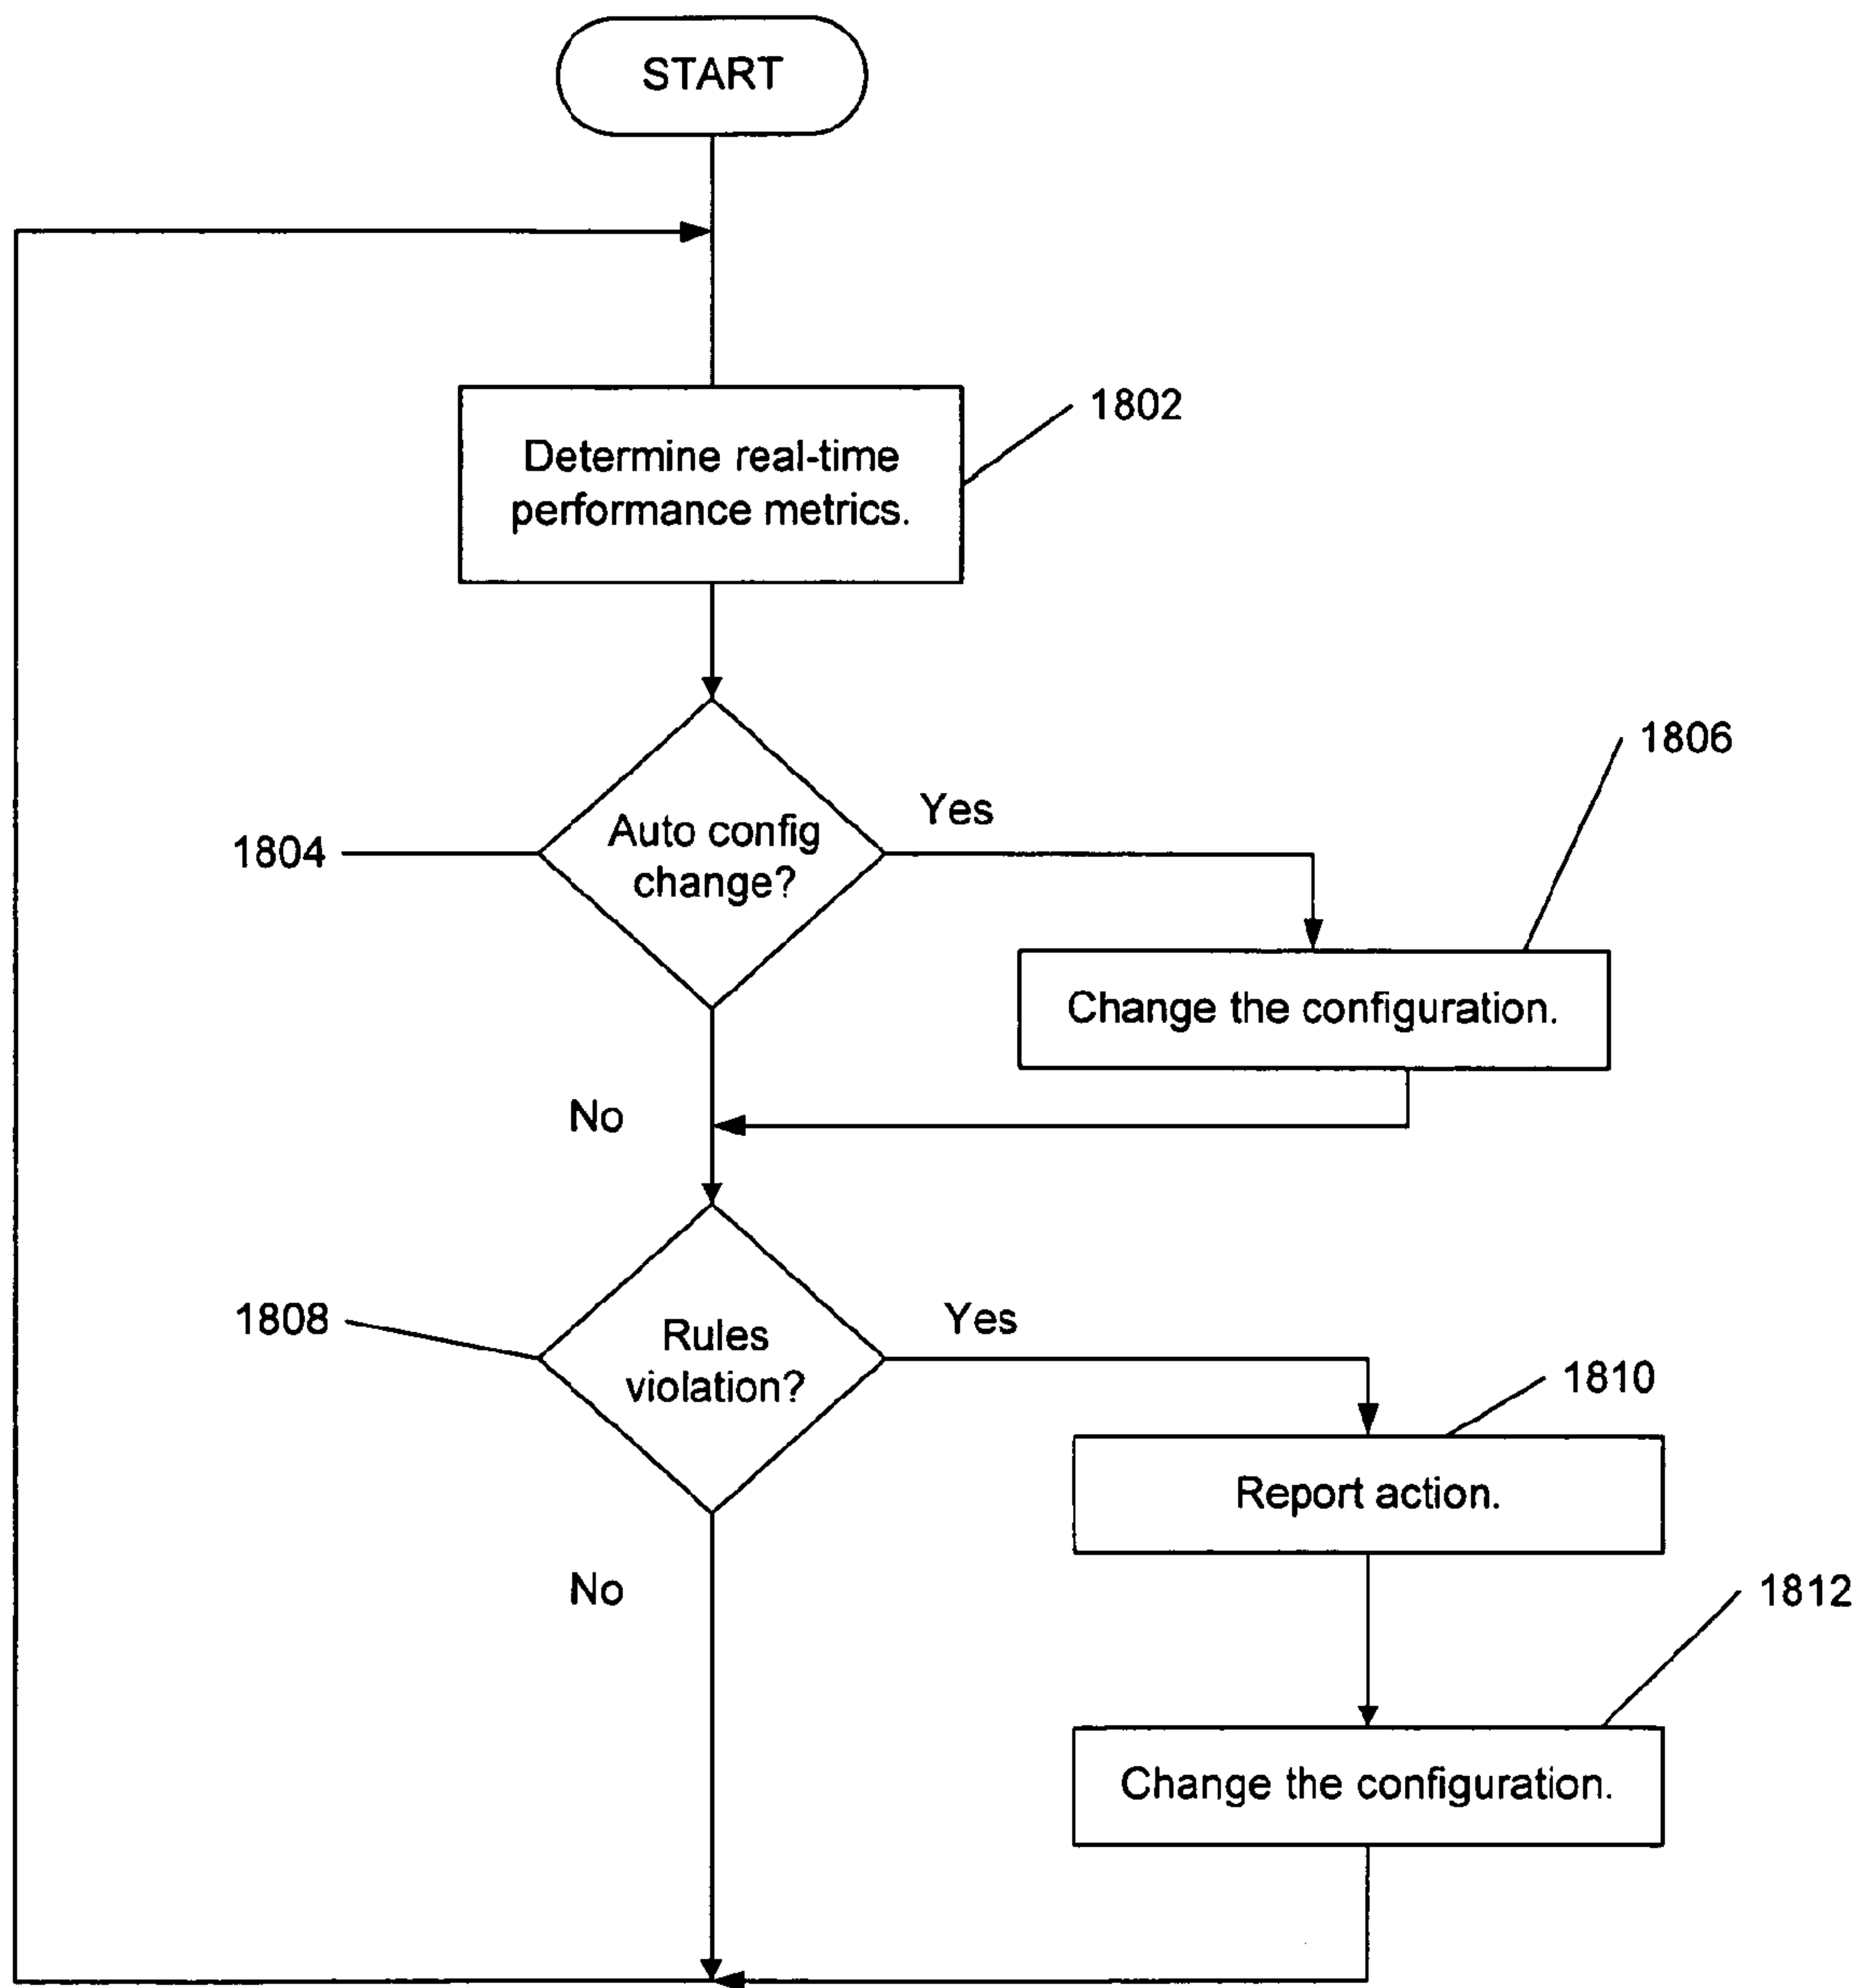 START
1802
Determine real-time
performance metrics.
1806
Yes
1804
Auto config
change?
Change the configuration.
No
1808
Yes
Rules
violation?
1810
Report action.
No
1812
Change the configuration.